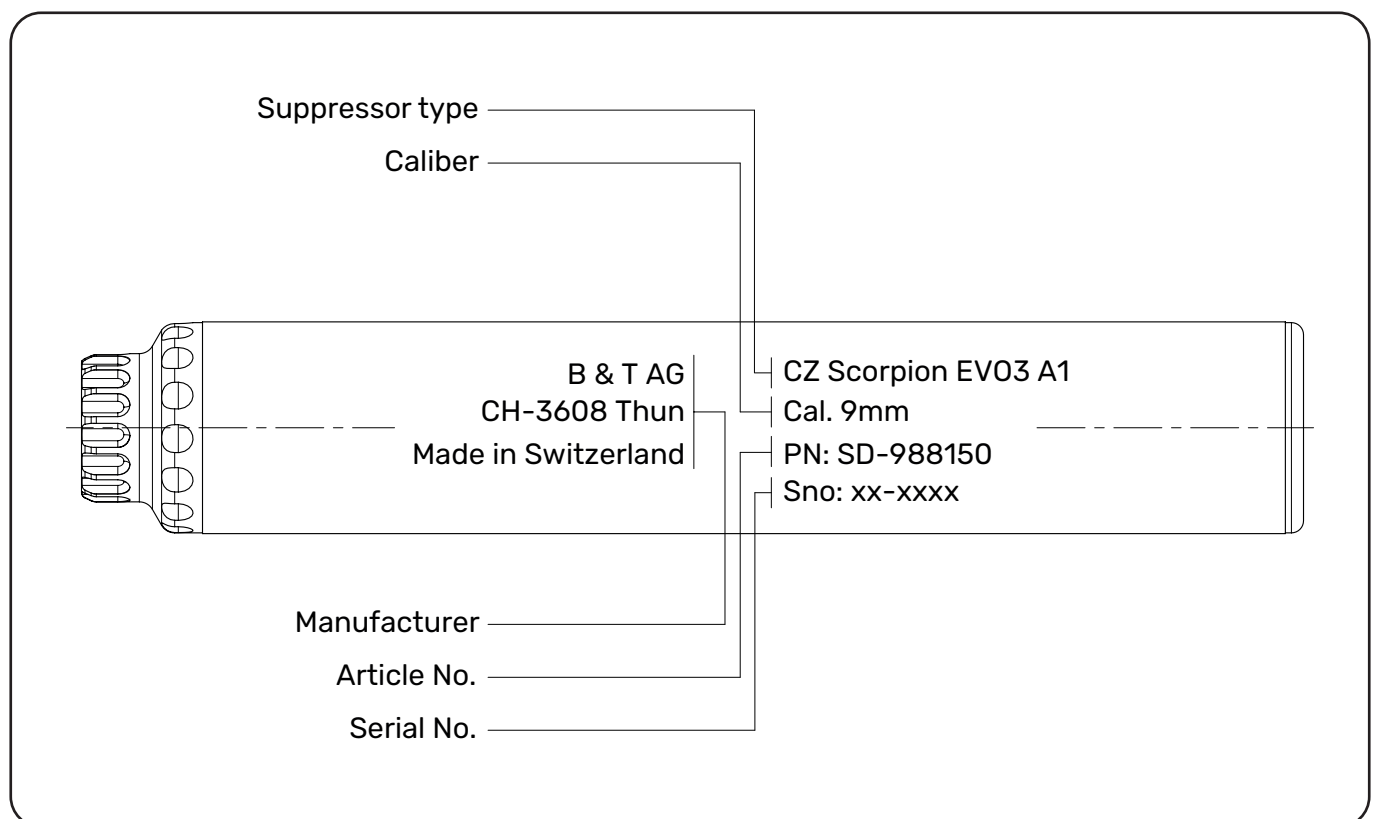 Suppressor type
Caliber
B & T AG
CH-3608 Thun
Made in Switzerland
CZ Scorpion EVO3 A1
Cal. 9mm
PN: SD-988150
Sno: xx-xxxx
Manufacturer
Article No.
Serial No.